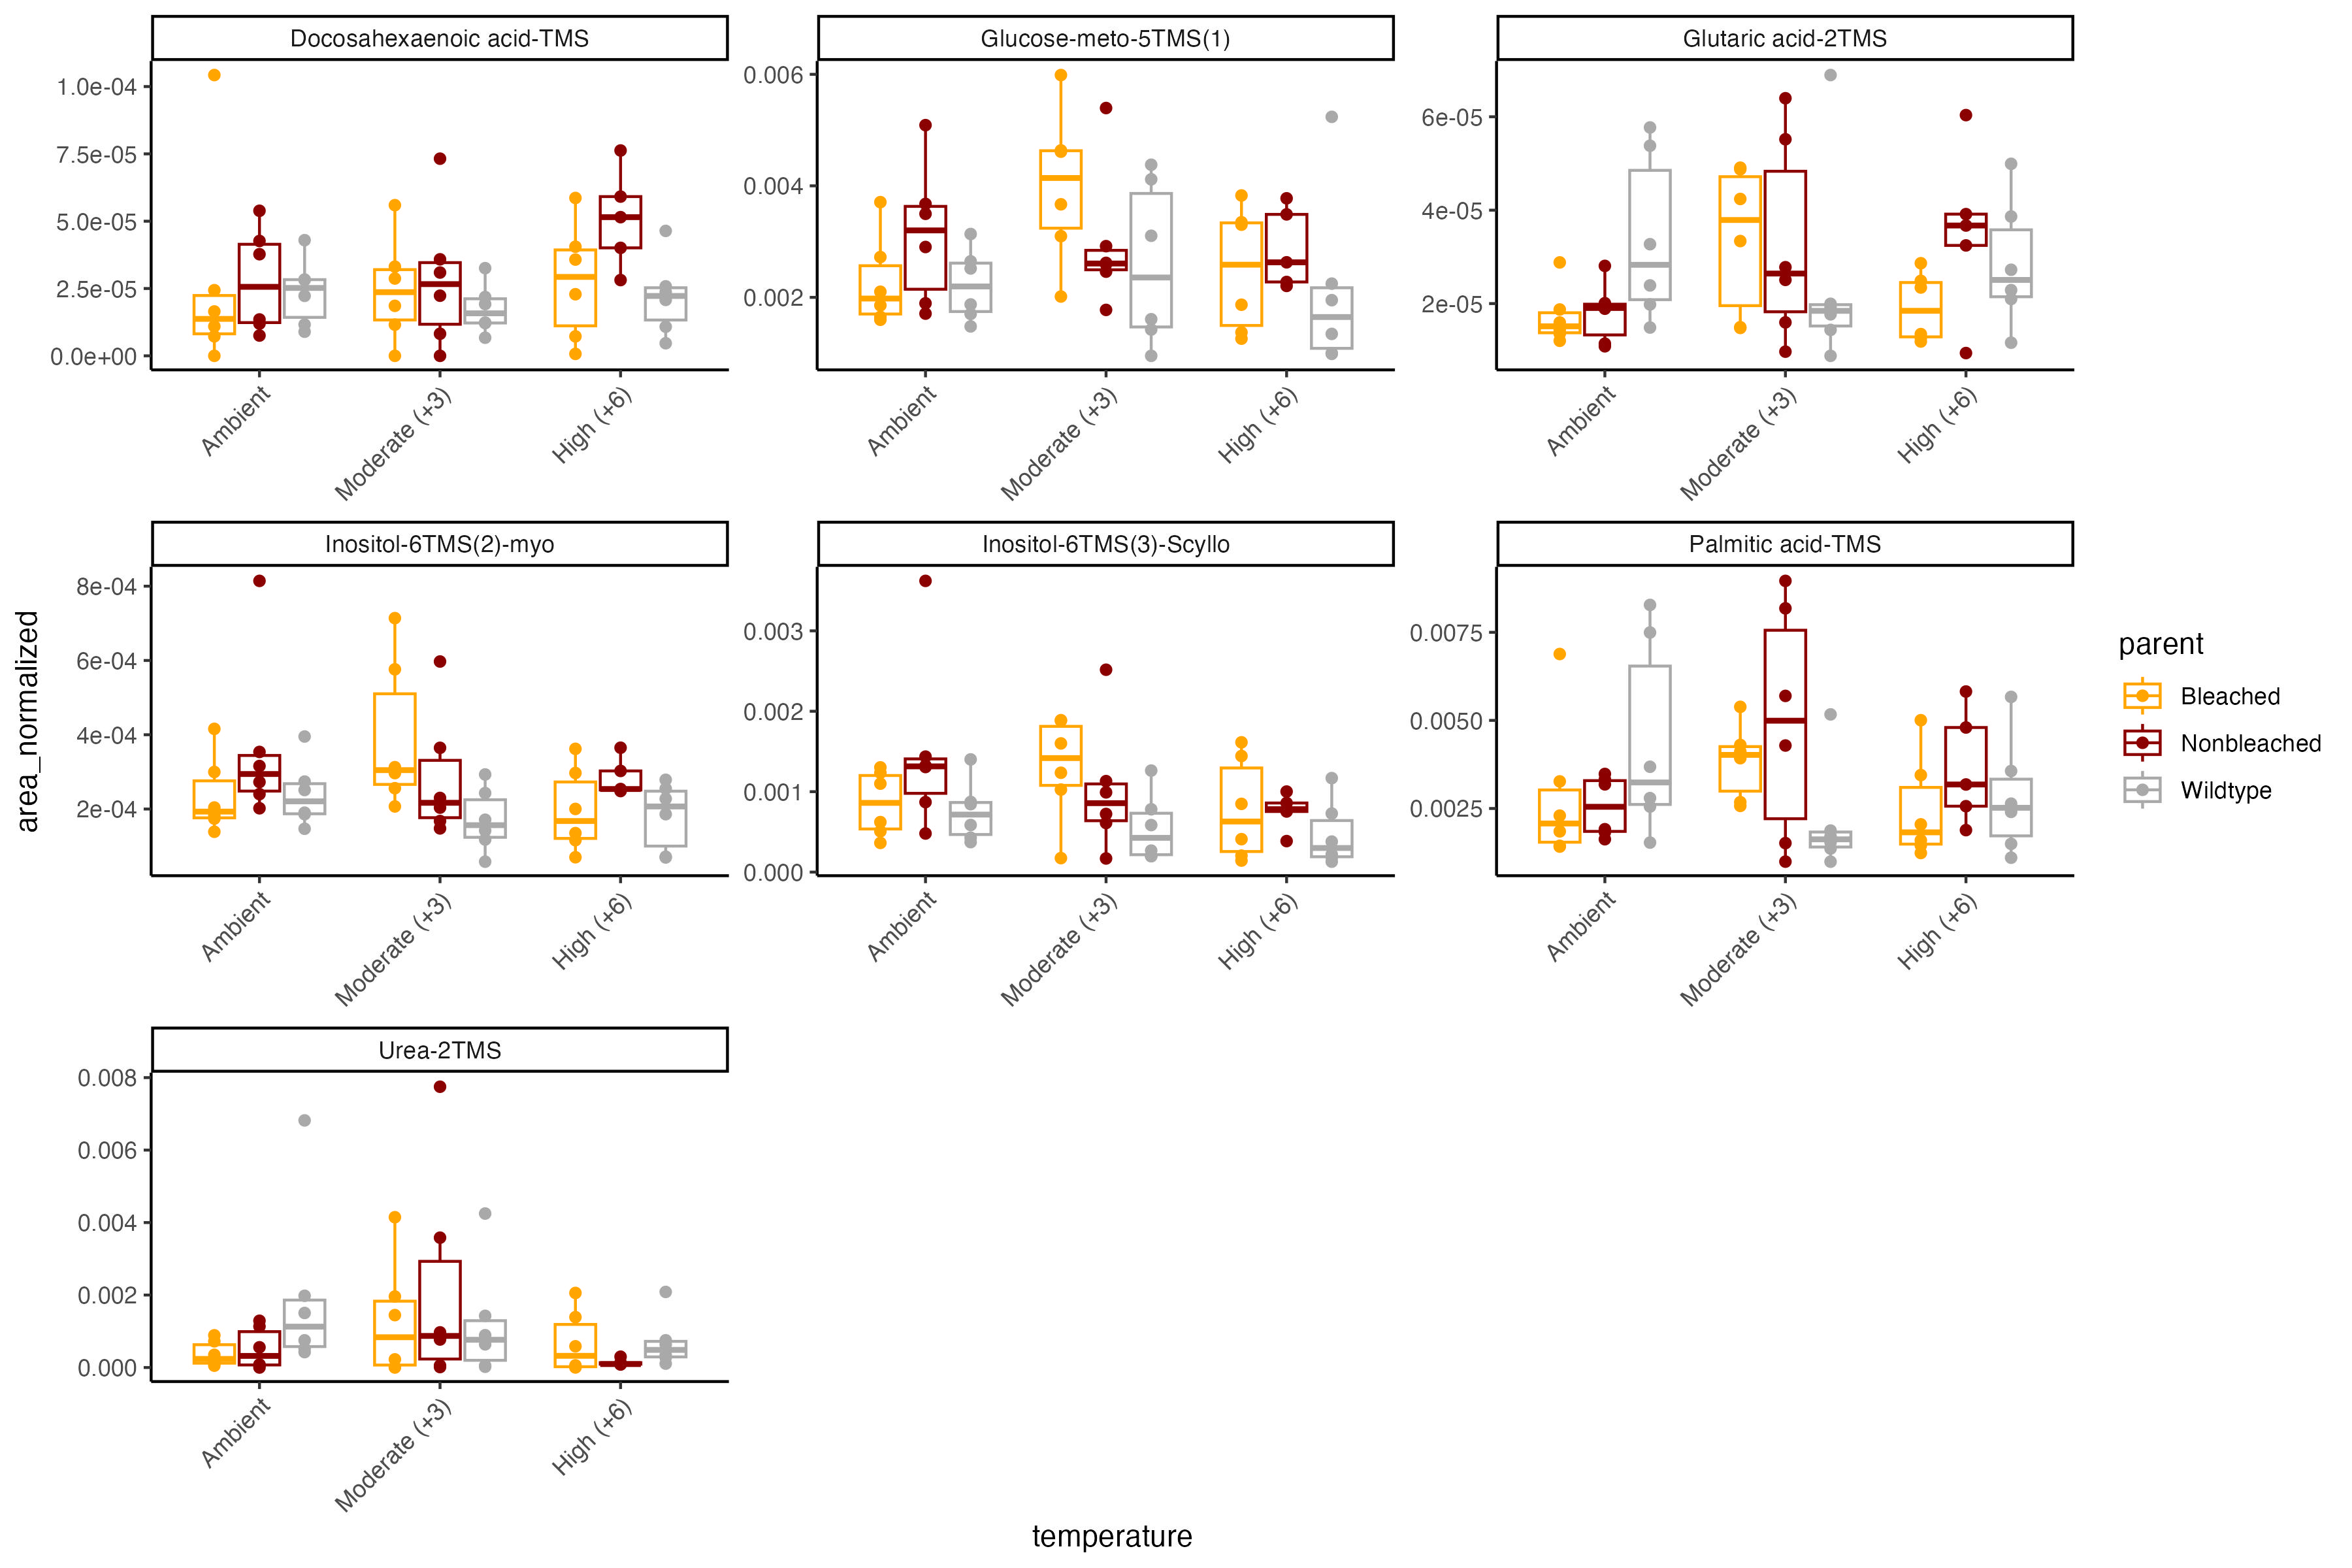 Docosahexaenoic acid-TMS
Glucose-meto-5TMS(1)
Glutaric acid-2TMS
1.0e-04
7.5e-05
5.0e-05
2.5e-05
0.0e+00
0.006
0.004
0.002
6e-05
4e-05
2e-05
Ambient
Moderate (+3)
High (+6)
Ambient
Moderate (+3)
High (+6)
Ambient
Moderate (+3)
High (+6)
area_normalized
Inositol-6TMS(2)-myo
Inositol-6TMS(3)-Scyllo
Palmitic acid-TMS
8e-04
6e-04
4e-04
2e-04
0.003
0.002
0.001
0.000
0.0075
0.0050
0.0025
Ambient
Moderate (+3)
High (+6)
Ambient
Moderate (+3)
High (+6)
Ambient
Moderate (+3)
High (+6)
parent
Bleached
Nonbleached
Wildtype
Urea-2TMS
0.008
0.006
0.004
0.002
0.000
Ambient
Moderate (+3)
High (+6)
temperature